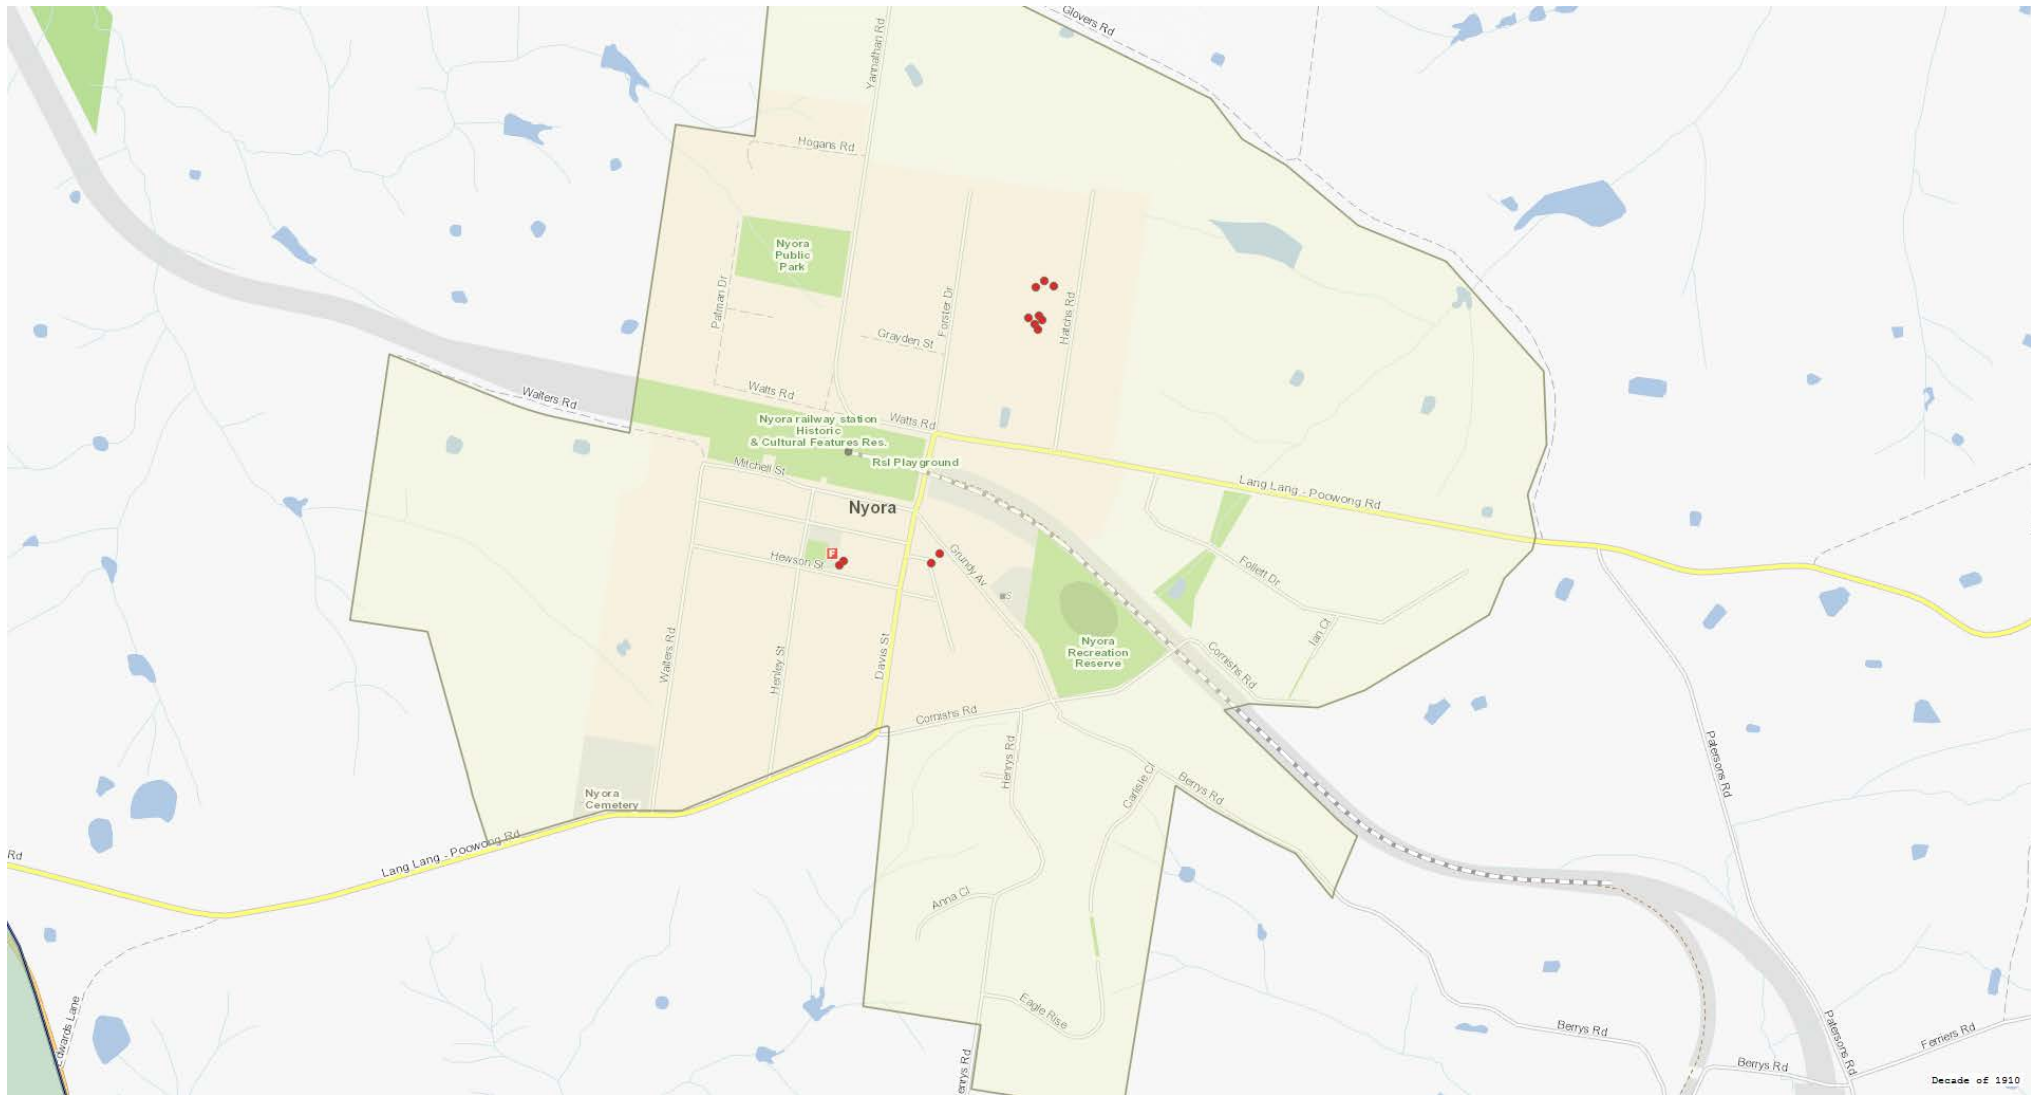 Glovers Rd
Yannathan Rd
Hogans Rd
Nyora
Public
Park
Patman Dr
Forster Dr
Hatchs Rd
Grayden St
Walters Rd
Watts Rd
Watts Rd
Nyora railway station
Historic
& Cultural Features Res.
Rsl Playground
Mitchell St
Lang Lang - Poowong Rd
Nyora
F
Hewson St
Grundy Av
Follett Dr
S
Ian Ct
Walters Rd
Henley St
Davis St
Nyora
Recreation
Reserve
Cornishs Rd
Cornishs Rd
Henrys Rd
Carlisle Cl
Berrys Rd
Patersons Rd
Nyora
Cemetery
Lang Lang - Poowong Rd
Rd
Anna Cl
Eagle Rise
Edwards Lane
Berrys Rd
Patersons Rd
Ferriers Rd
Berrys Rd
enrys Rd
Decade of 1910